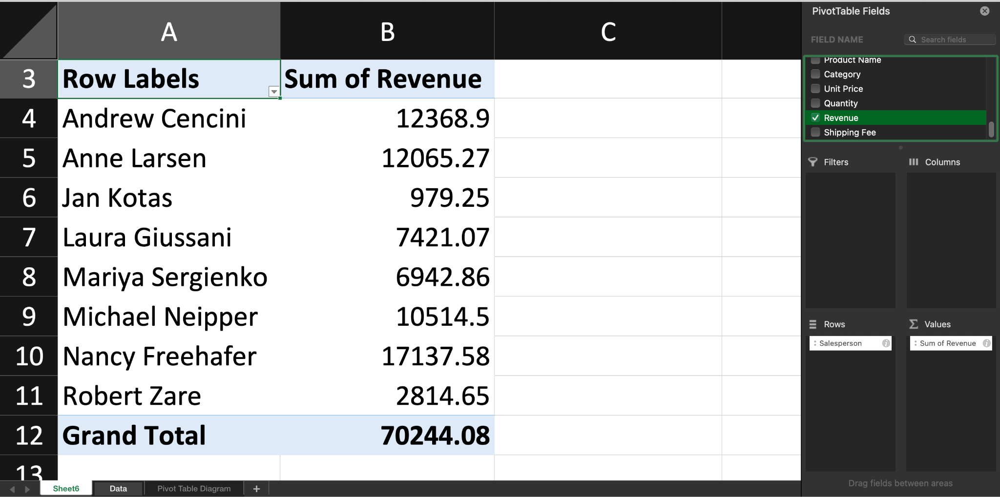 A B C
3 Row Labels Sum of Revenue
4 Andrew Cencini 12368.9
5 Anne Larsen 12065.27
6 Jan Kotas 979.25
7 Laura Giussani 7421.07
8 Mariya Sergienko 6942.86
9 Michael Neipper 10514.5
10 Nancy Freehafer 17137.58
11 Robert Zare 2814.65
12 Grand Total 70244.08
13
Sheet6 Data Pivot Table Diagram +
PivotTable Fields
FIELD NAME Search fields
Product Name
Category
Unit Price
Quantity
Revenue
Shipping Fee
Filters Columns
Rows Σ Values
Salesperson Sum of Revenue
Drag fields between areas